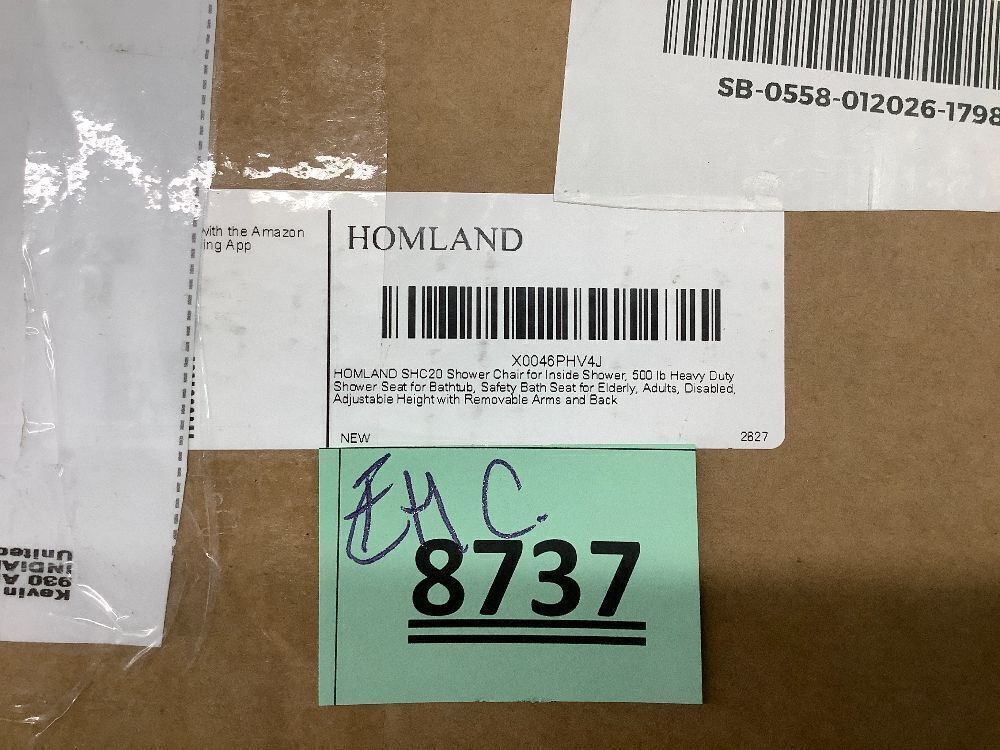 SB-0558-012026-1798
with the Amazon
ing App
HOMLAND
X0046PHV4J
HOMLAND SHC20 Shower Chair for Inside Shower, 500 lb Heavy Duty
Shower Seat for Bathtub, Safety Bath Seat for Elderly, Adults, Disabled,
Adjustable Height with Removable Arms and Back
NEW
2627
8737
Kevin
930 A
INDIA
United